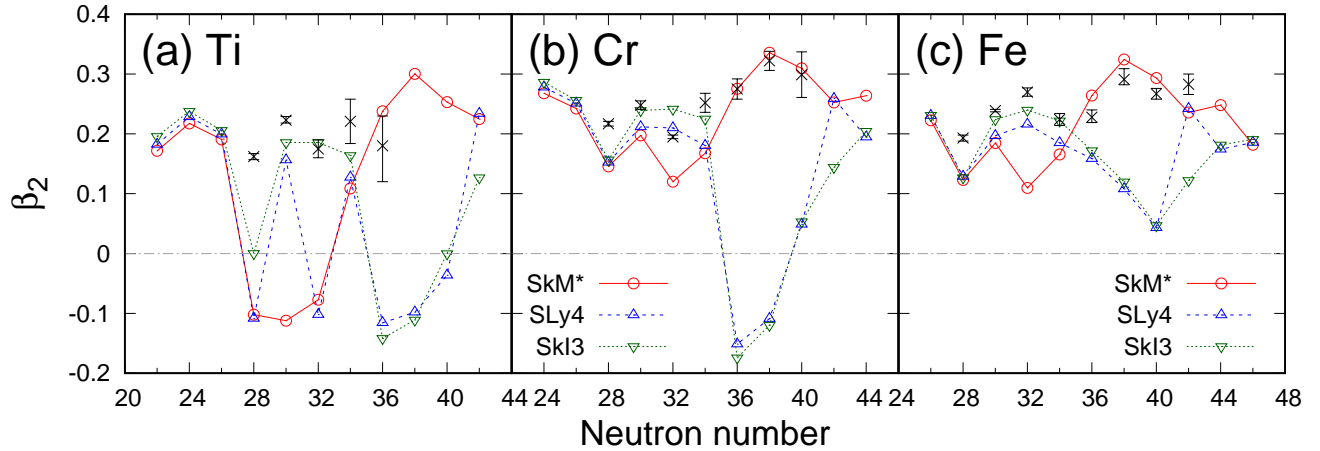 (a) Ti
(b) Cr
(c) Fe
0.4
0.3
0.2
0.1
0
-0.1
-0.2
β2
SkM*
SLy4
SkI3
SkM*
SLy4
SkI3
20 24 28 32 36 40 44
24 28 32 36 40 44
24 28 32 36 40 44 48
Neutron number